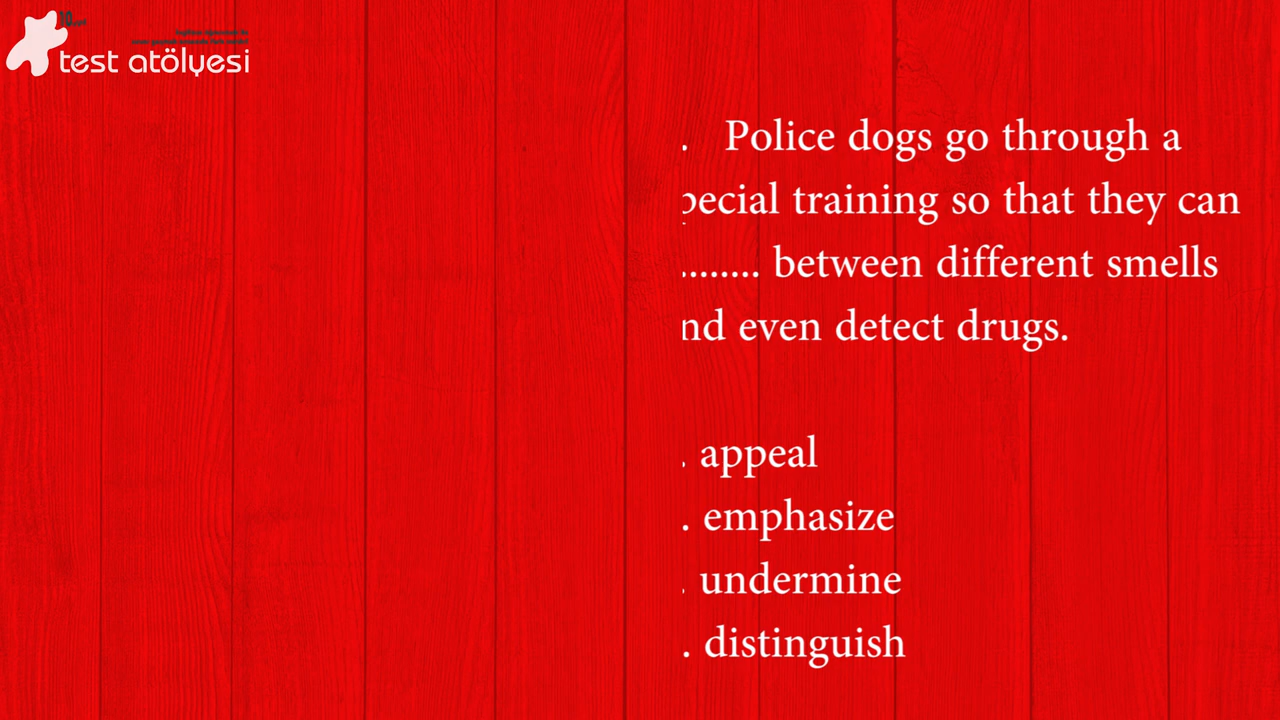 test atölyesi
. Police dogs go through a
pecial training so that they can
........ between different smells
nd even detect drugs.
. appeal
. emphasize
. undermine
. distinguish